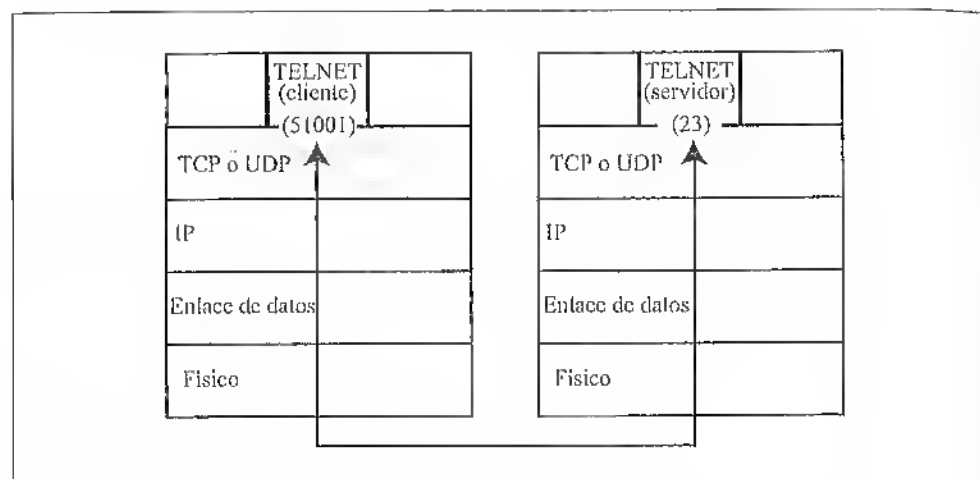 TELNET
(cliente)
(51001)
TCP o UDP
IP
Enlace de datos
Físico
TELNET
(servidor)
(23)
TCP o UDP
IP
Enlace de datos
Físico